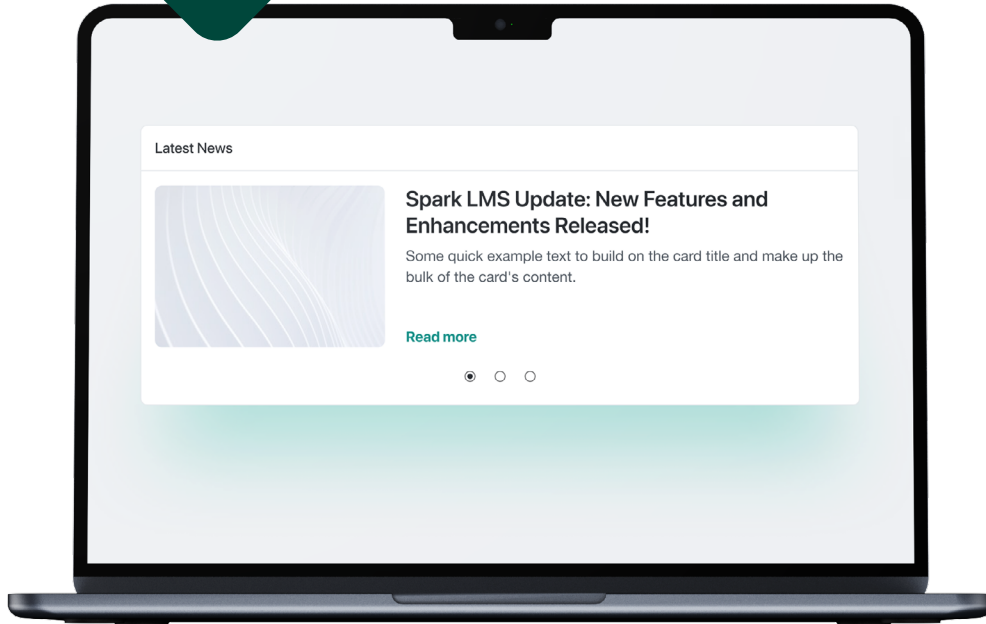 Latest News
Spark LMS Update: New Features and
Enhancements Released!
Some quick example text to build on the card title and make up the
bulk of the card's content.
Read more